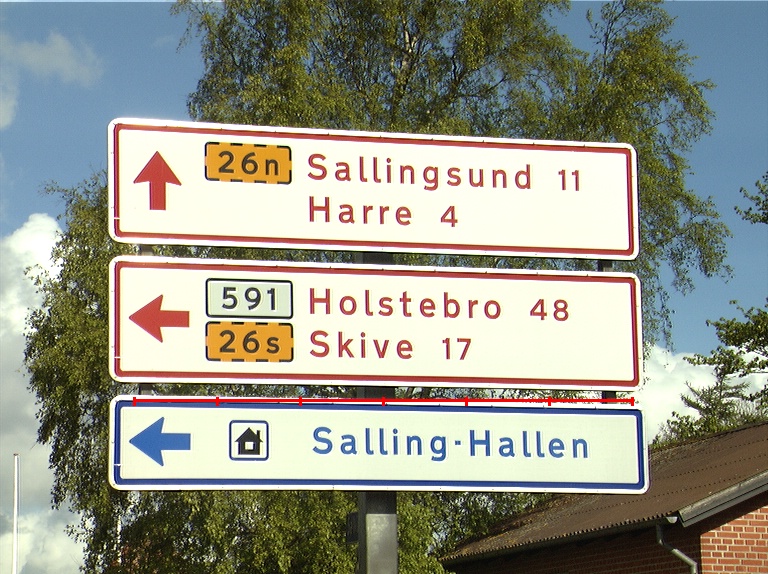 26n Sallingsund 11
Harre 4
591 Holstebro 48
26s Skive 17
Salling-Hallen